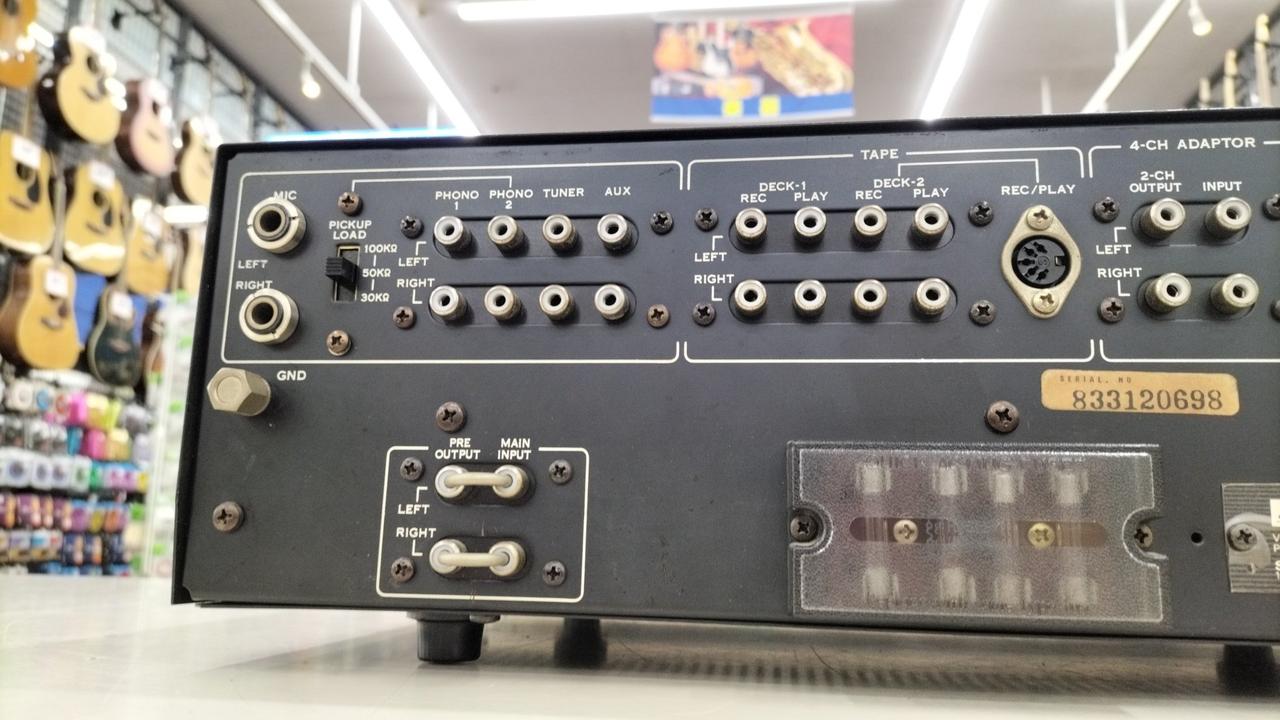 MIC
LEFT
RIGHT
PICKUP
LOAD
100KΩ
50KΩ
30KΩ
PHONO
1
PHONO
2
TUNER
AUX
LEFT
RIGHT
TAPE
DECK-1
REC PLAY
DECK-2
REC PLAY
REC/PLAY
LEFT
RIGHT
4-CH ADAPTOR
2-CH
OUTPUT
INPUT
LEFT
RIGHT
GND
SERIAL. NO
833120698
PRE
OUTPUT
MAIN
INPUT
LEFT
RIGHT